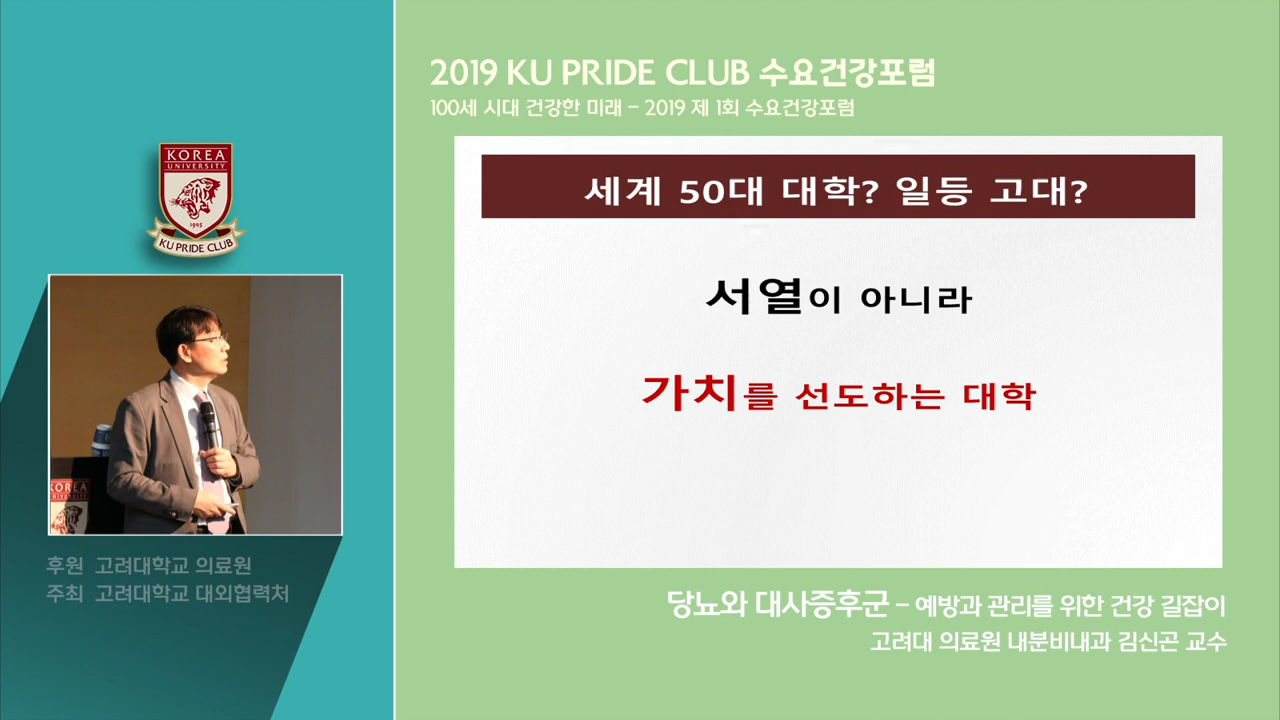 2019 KU PRIDE CLUB 수요건강포럼
100세 시대 건강한 미래 - 2019 제 1회 수요건강포럼
KOREA
UNIVERSITY
1905
KU PRIDE CLUB
세계 50대 대학? 일등 고대?
서열이 아니라
가치를 선도하는 대학
KOREA
UNIVERSITY
후원 고려대학교 의료원
주최 고려대학교 대외협력처
당뇨와 대사증후군 - 예방과 관리를 위한 건강 길잡이
고려대 의료원 내분비내과 김신곤 교수